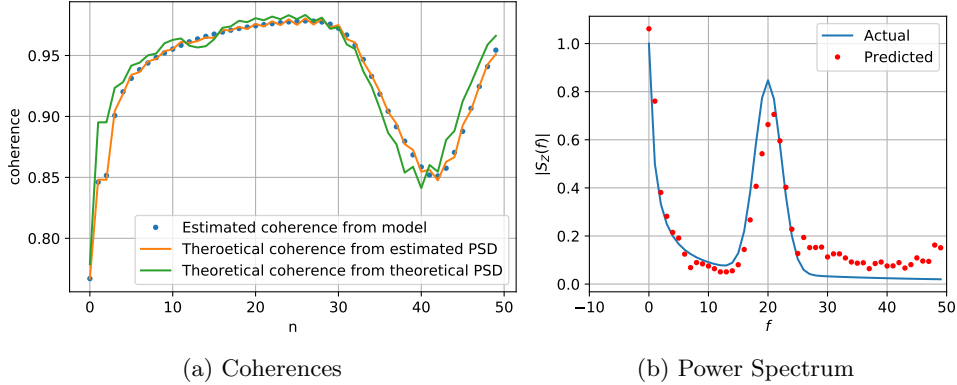 0.95
0.90
0.85
0.80
coherence
0 10 20 30 40 50
n
Estimated coherence from model
Theroetical coherence from estimated PSD
Theoretical coherence from theoretical PSD
(a) Coherences
1.0
0.8
0.6
0.4
0.2
0.0
|S_Z(f)|
−10 0 10 20 30 40 50
f
Actual
Predicted
(b) Power Spectrum